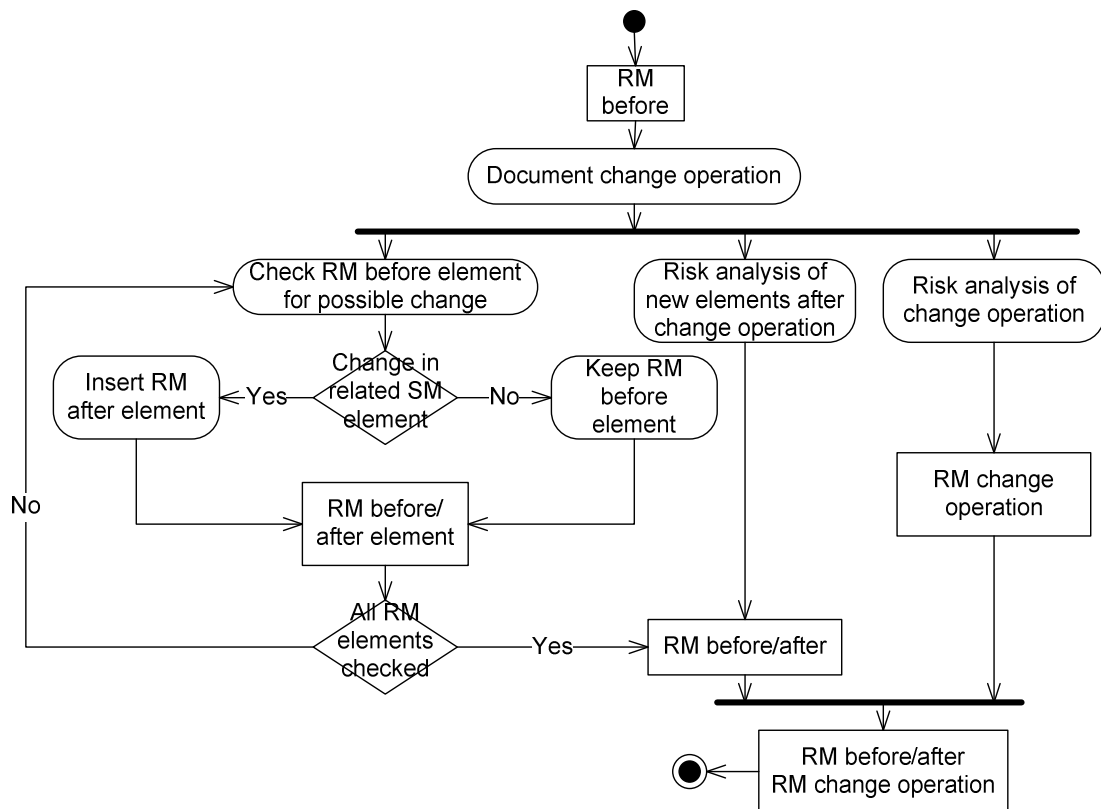 RM
before
Document change operation
Check RM before element
for possible change
Risk analysis of
new elements after
change operation
Risk analysis of
change operation
Change in
related SM
element
Yes
No
Insert RM
after element
Keep RM
before
element
No
RM before/
after element
RM change
operation
All RM
elements
checked
Yes
RM before/after
RM before/after
RM change operation